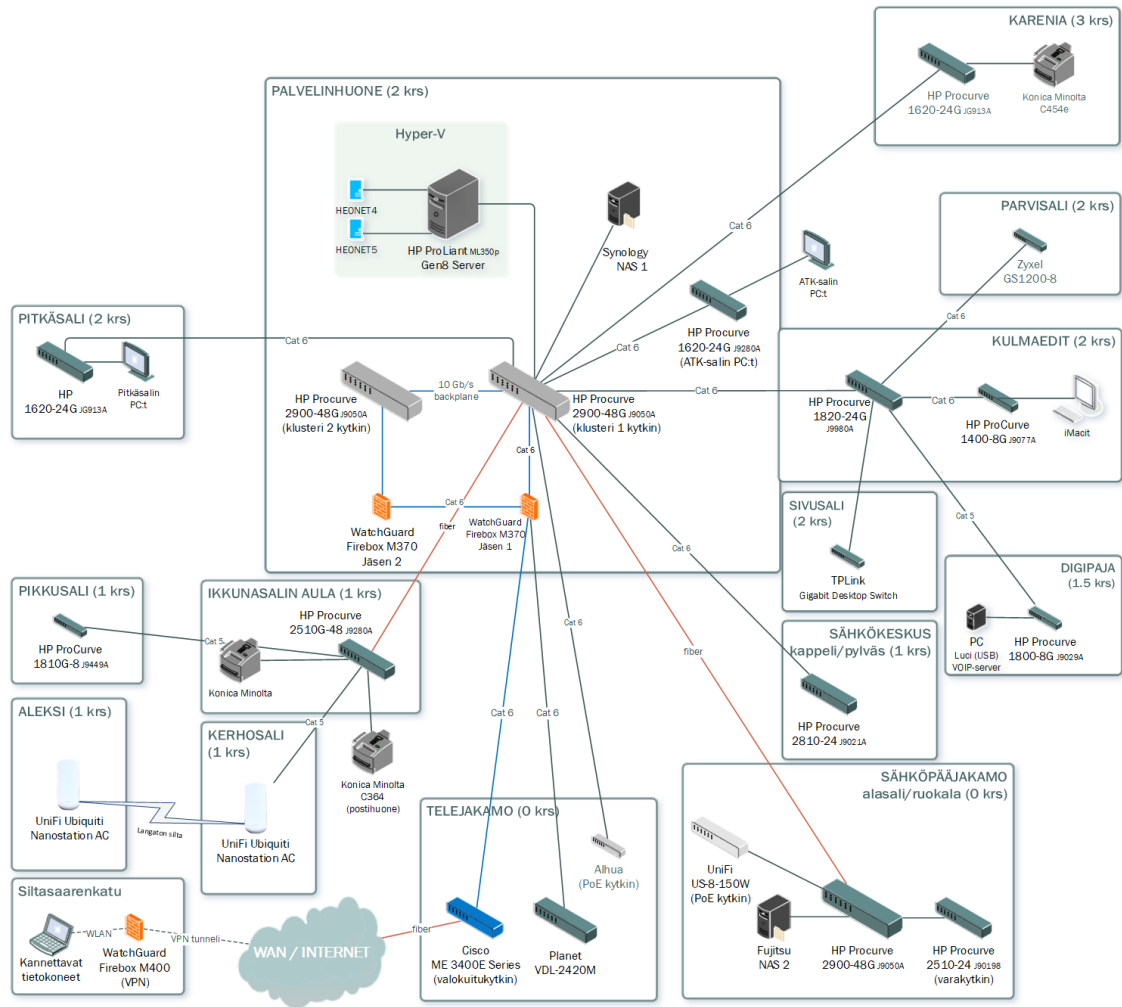 KARENIA (3 krs)
HP Procurve
1620-24G JG913A
Konica Minolta
C454e
PALVELINHUONE (2 krs)
Hyper-V
HEONET4
HEONET5
HP ProLiant ML350p
Gen8 Server
Synology
NAS 1
Cat 6
ATK-salin
PC:t
HP Procurve
1620-24G J9280A
(ATK-salin PC:t)
Cat 6
PARVISALI (2 krs)
Zyxel
GS1200-8
Cat 6
PITKÄSALI (2 krs)
HP
1620-24G JG913A
Pitkäsalin
PC:t
Cat 6
10 Gb/s
backplane
HP Procurve
2900-48G J9050A
(klusteri 2 kytkin)
HP Procurve
2900-48G J9050A
(klusteri 1 kytkin)
Cat 6
KULMAEDIT (2 krs)
HP Procurve
1820-24G
J9980A
Cat 6
HP ProCurve
1400-8G J9077A
iMacit
Cat 6
Cat 6
fiber
WatchGuard
Firebox M370
Jäsen 2
WatchGuard
Firebox M370
Jäsen 1
Cat 6
SIVUSALI
(2 krs)
TPLink
Gigabit Desktop Switch
Cat 5
DIGIPAJA
(1.5 krs)
PC
Luci (USB)
VOIP-server
HP Procurve
1800-8G J9029A
PIKKUSALI (1 krs)
HP ProCurve
1810G-8 J9449A
Cat 5
IKKUNASALIN AULA (1 krs)
HP Procurve
2510G-48 J9280A
Konica Minolta
Cat 6
fiber
SÄHKÖKESKUS
kappeli/pylväs (1 krs)
HP Procurve
2810-24 J9021A
ALEKSI (1 krs)
UniFi Ubiquiti
Nanostation AC
Langaton silta
KERHOSALI
(1 krs)
Cat 5
UniFi Ubiquiti
Nanostation AC
Konica Minolta
C364
(postihuone)
Cat 6
Cat 6
TELEJAKAMO (0 krs)
Alhua
(PoE kytkin)
Cisco
ME 3400E Series
(valokuitukytkin)
Planet
VDL-2420M
SÄHKÖPÄÄJAKAMO
alasali/ruokala (0 krs)
UniFi
US-8-150W
(PoE kytkin)
Fujitsu
NAS 2
HP Procurve
2900-48G J9050A
HP Procurve
2510-24 J9019B
(varakytkin)
Siltasaarenkatu
Kannettavat
tietokoneet
WLAN
WatchGuard
Firebox M400
(VPN)
VPN tunneli
WAN / INTERNET
fiber